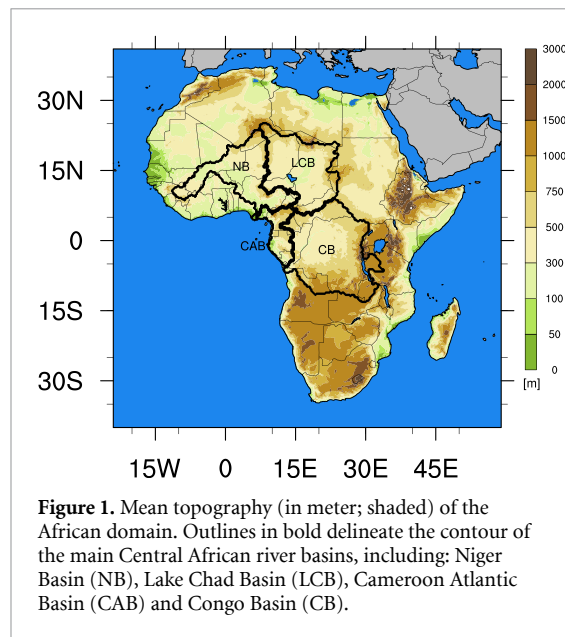 30N
15N
0
15S
30S
15W 0 15E 30E 45E
NB
LCB
CAB
CB
3000
2000
1500
1000
750
500
300
100
50
0
[m]
Figure 1. Mean topography (in meter; shaded) of the
African domain. Outlines in bold delineate the contour of
the main Central African river basins, including: Niger
Basin (NB), Lake Chad Basin (LCB), Cameroon Atlantic
Basin (CAB) and Congo Basin (CB).